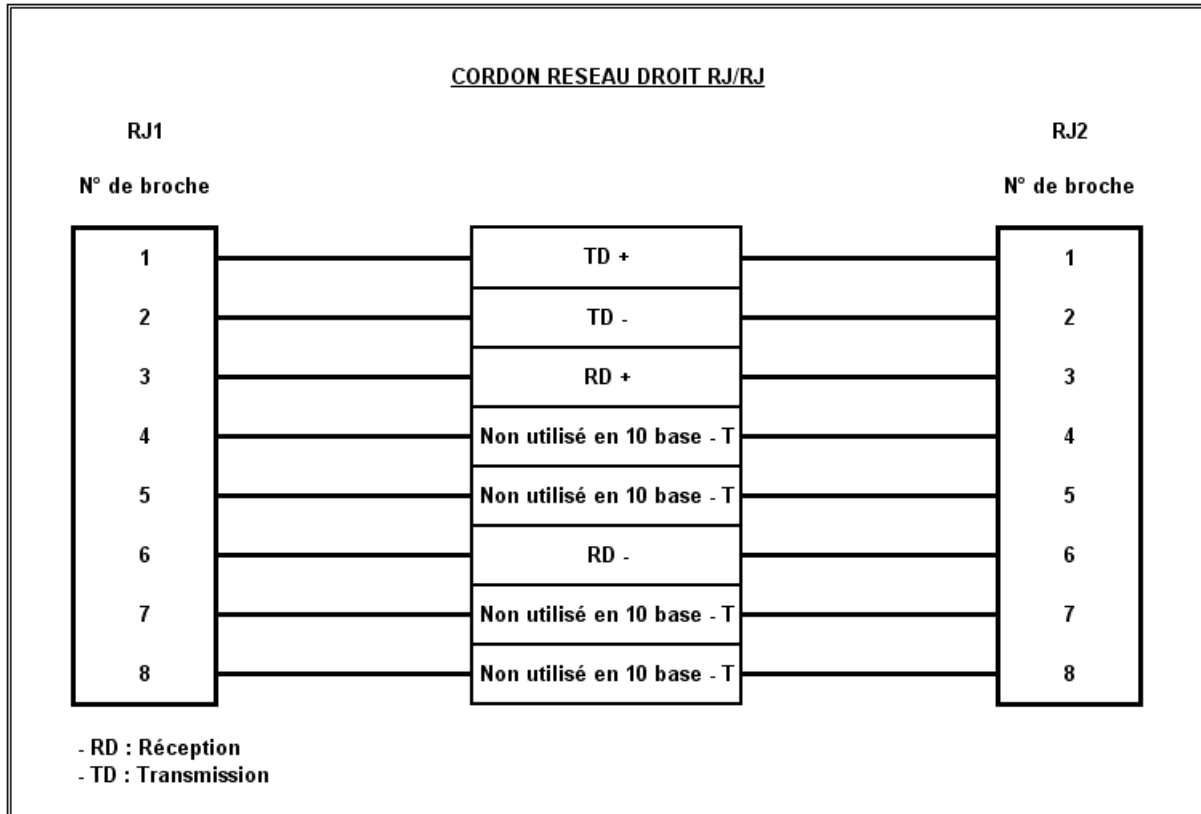 CORDON RESEAU DROIT RJ/RJ
RJ1 RJ2
N° de broche N° de broche
1 TD + 1
2 TD - 2
3 RD + 3
4 Non utilisé en 10 base - T 4
5 Non utilisé en 10 base - T 5
6 RD - 6
7 Non utilisé en 10 base - T 7
8 Non utilisé en 10 base - T 8
- RD : Réception
- TD : Transmission